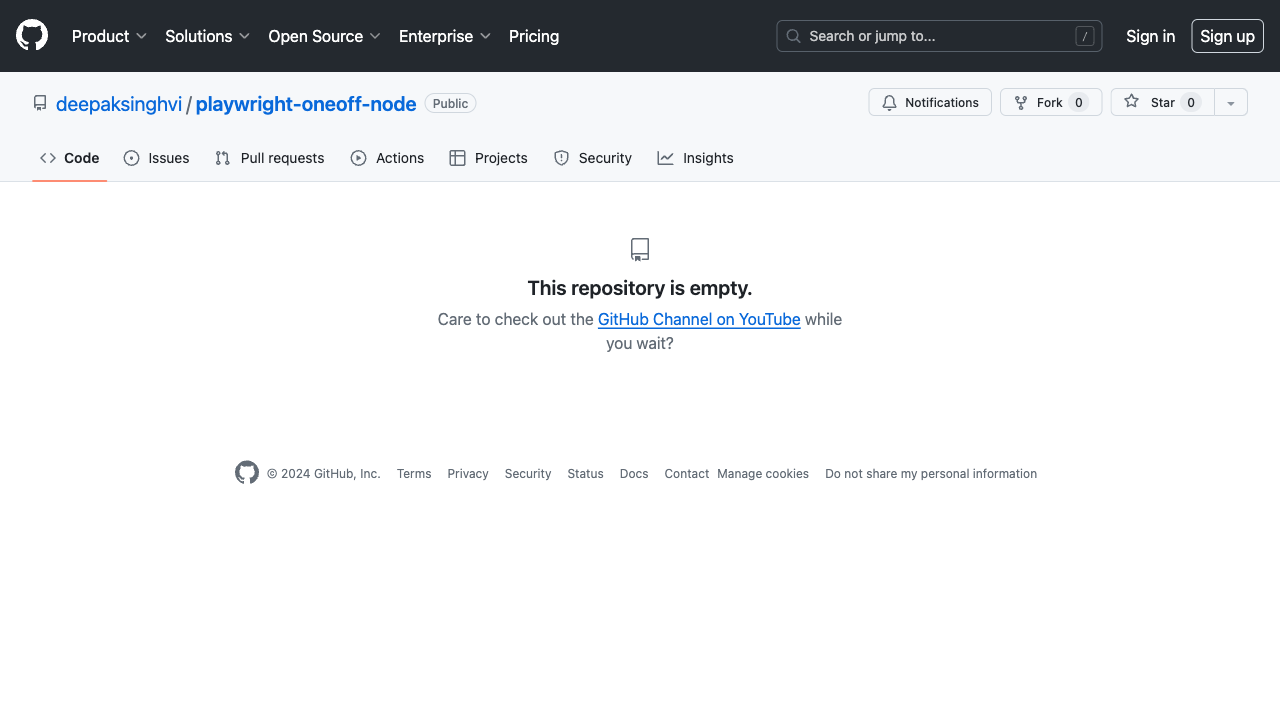 Product Solutions Open Source Enterprise Pricing Search or jump to... / Sign in Sign up
deepaksinghvi / playwright-oneoff-node Public Notifications Fork 0 Star 0
Code Issues Pull requests Actions Projects Security Insights
This repository is empty.
Care to check out the GitHub Channel on YouTube while
you wait?
© 2024 GitHub, Inc. Terms Privacy Security Status Docs Contact Manage cookies Do not share my personal information